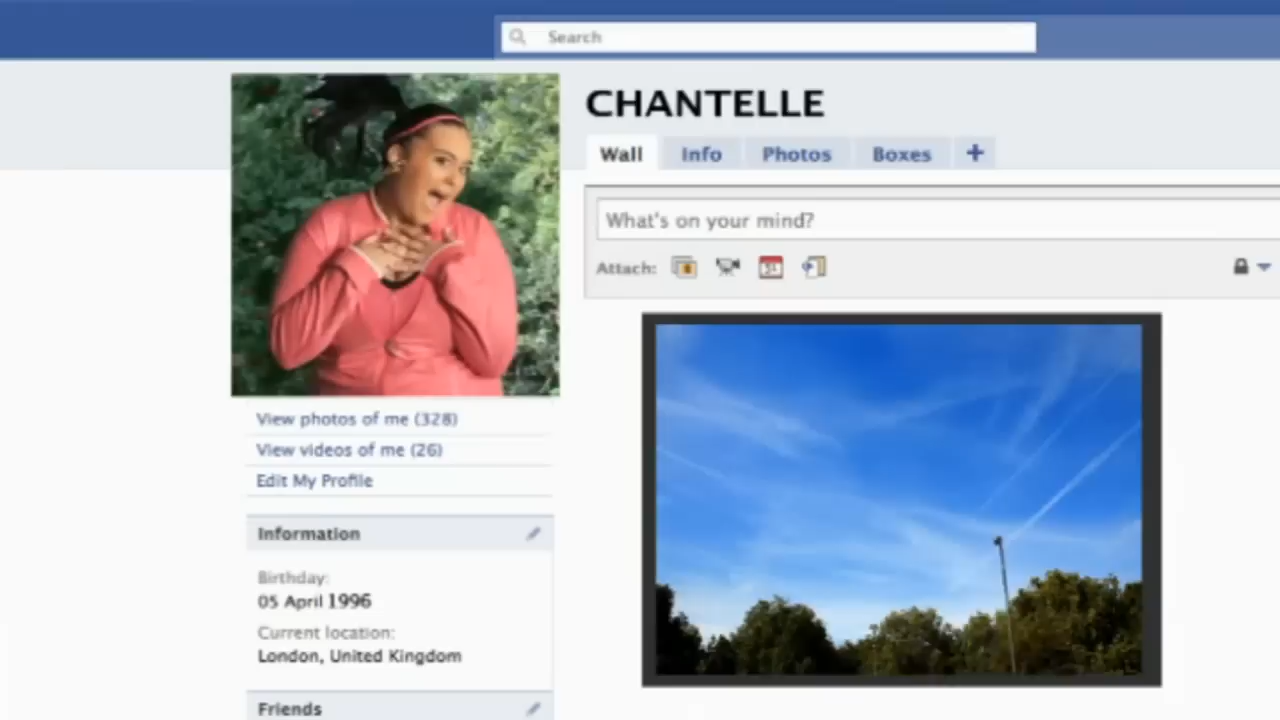 Search
CHANTELLE
Wall Info Photos Boxes +
What's on your mind?
Attach: 31
View photos of me (328)
View videos of me (26)
Edit My Profile
Information
Birthday:
05 April 1996
Current location:
London, United Kingdom
Friends